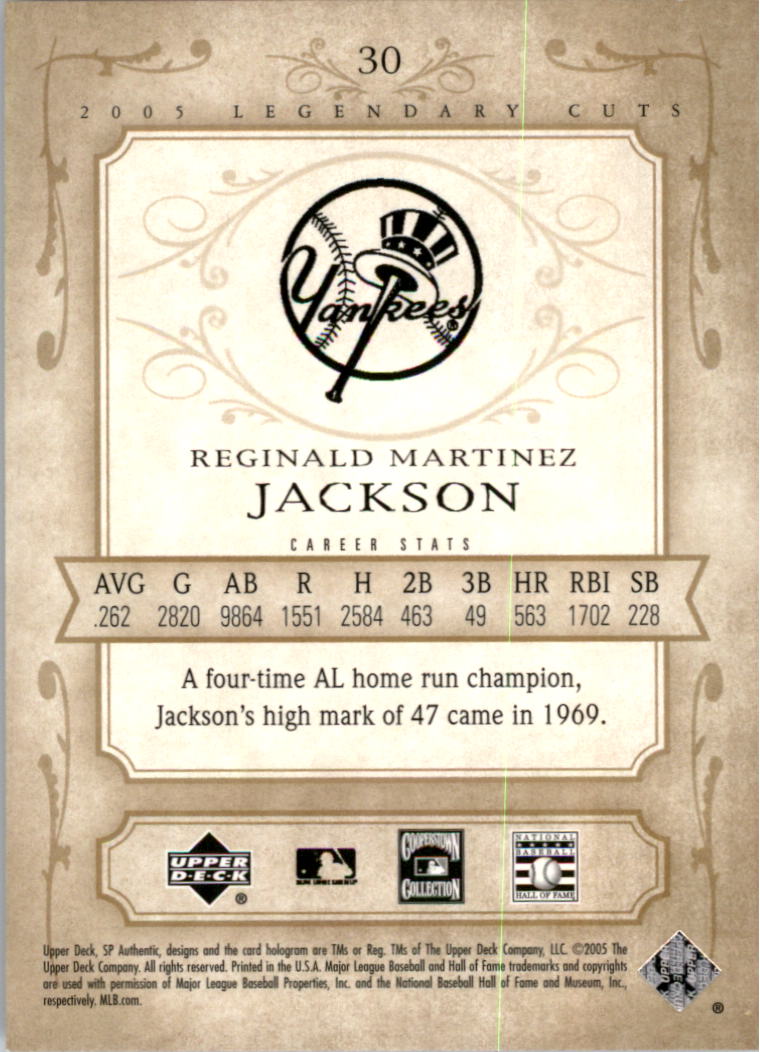 30
2005 LEGENDARY CUTS
Yankees®
REGINALD MARTINEZ
JACKSON
CAREER STATS
AVG G AB R H 2B 3B HR RBI SB
.262 2820 9864 1551 2584 463 49 563 1702 228
A four-time AL home run champion,
Jackson's high mark of 47 came in 1969.
UPPER
D·E·C·K
®
COOPERSTOWN
COLLECTION
NATIONAL
BASEBALL
HALL OF FAME
Upper Deck, SP Authentic, designs and the card hologram are TMs or Reg. TMs of The Upper Deck Company, LLC. ©2005 The
Upper Deck Company. All rights reserved. Printed in the U.S.A. Major League Baseball and Hall of Fame trademarks and copyrights
are used with permission of Major League Baseball Properties, Inc. and the National Baseball Hall of Fame and Museum, Inc.,
respectively. MLB.com.
®